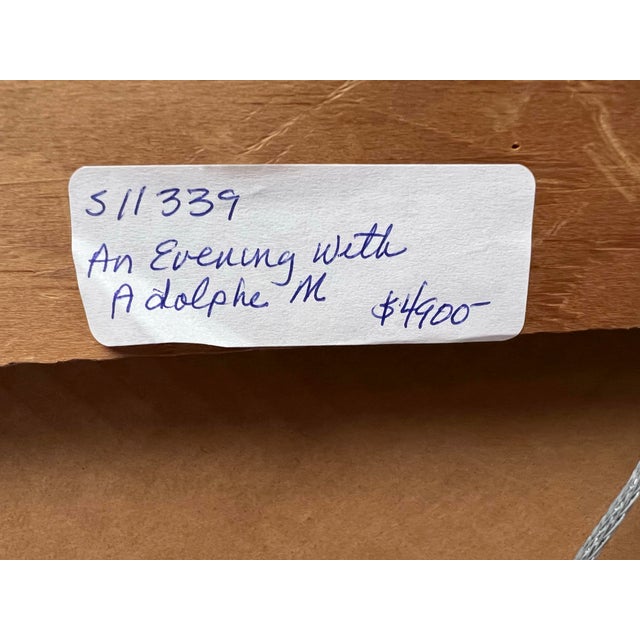 S11339
An Evening With
Adolphe M
$4900-